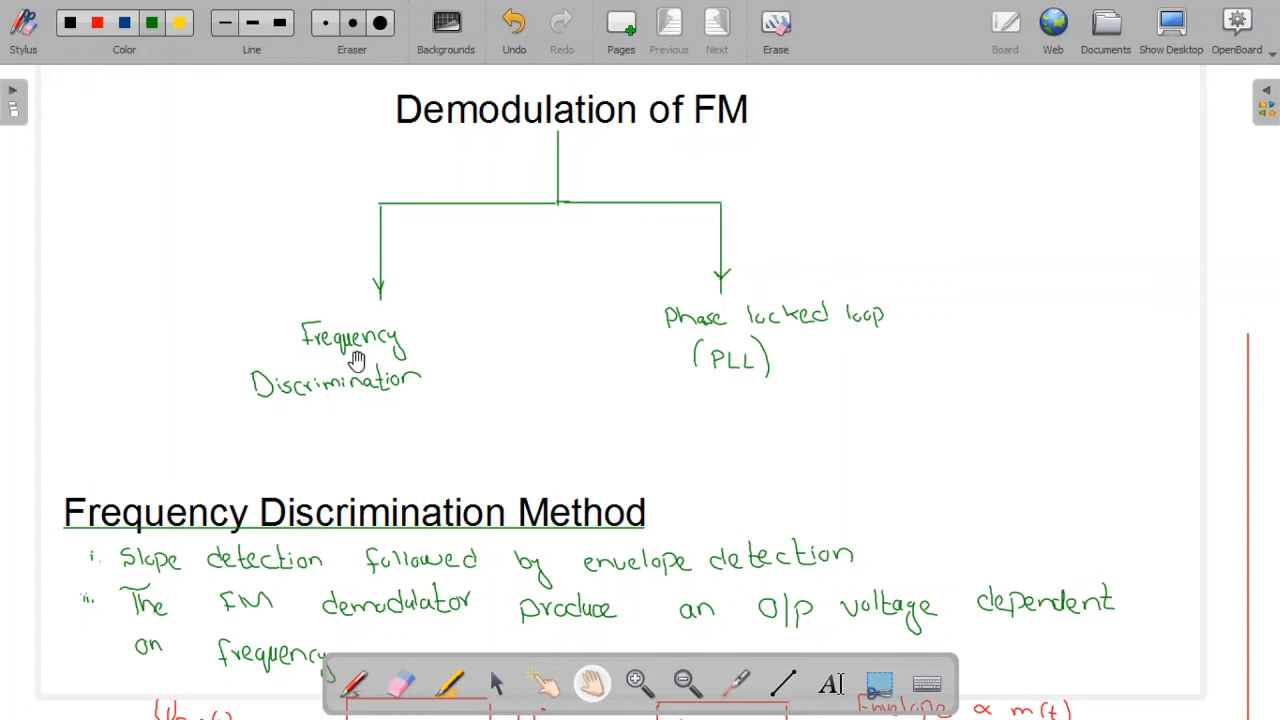 Stylus Color Line Eraser Backgrounds Undo Redo Pages Previous Next Erase Board Web Documents Show Desktop OpenBoard
Demodulation of FM
Frequency
Discrimination
Phase locked loop
(PLL)
Frequency Discrimination Method
i. Slope detection followed by envelope detection
ii. The FM demodulator produce an O/p voltage dependent
on frequency
Envelope ∝ m(t)